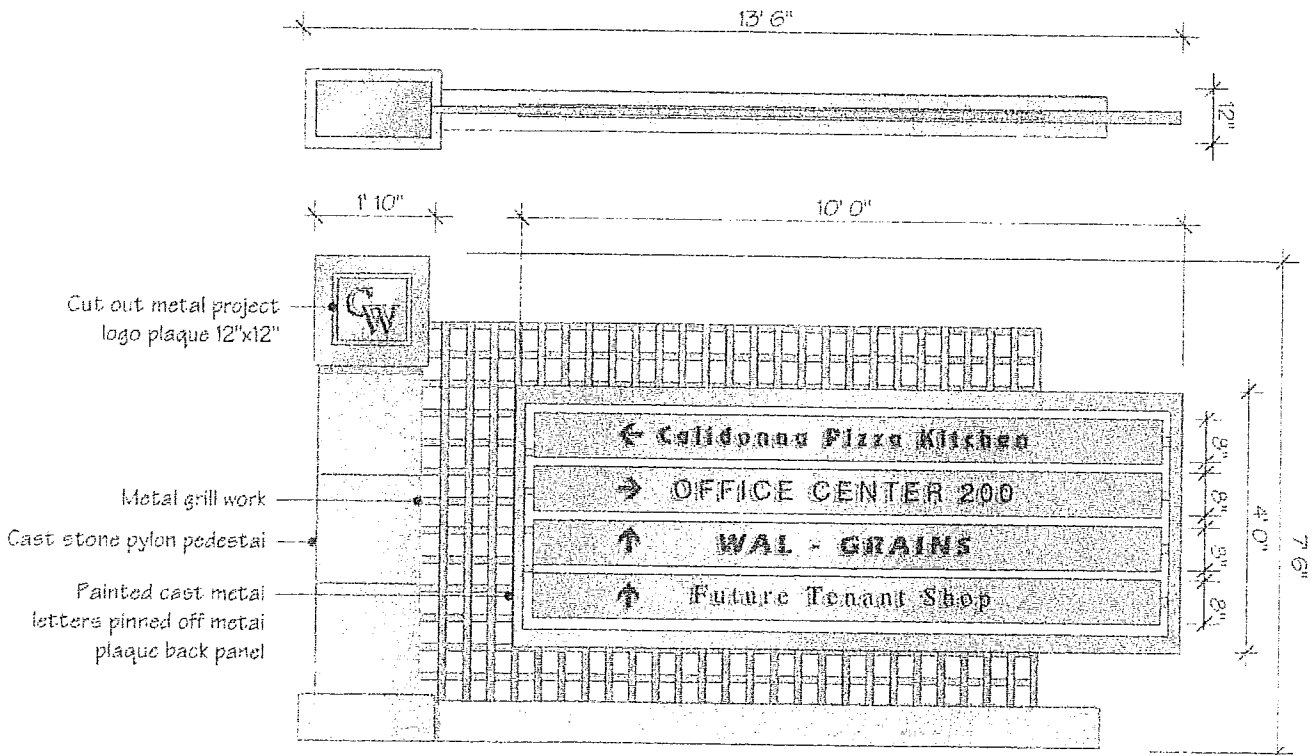 13' 6"
12"
1' 10"
10' 0"
CW
Cut out metal project
logo plaque 12"x12"
← Calidonna Pizza Kitchen
8"
Metal grill work
→ OFFICE CENTER 200
8"
4' 0"
7' 6"
Cast stone pylon pedestal
↑ WAL - GRAINS
8"
Painted cast metal
letters pinned off metal
plaque back panel
↑ Future Tenant Shop
8"